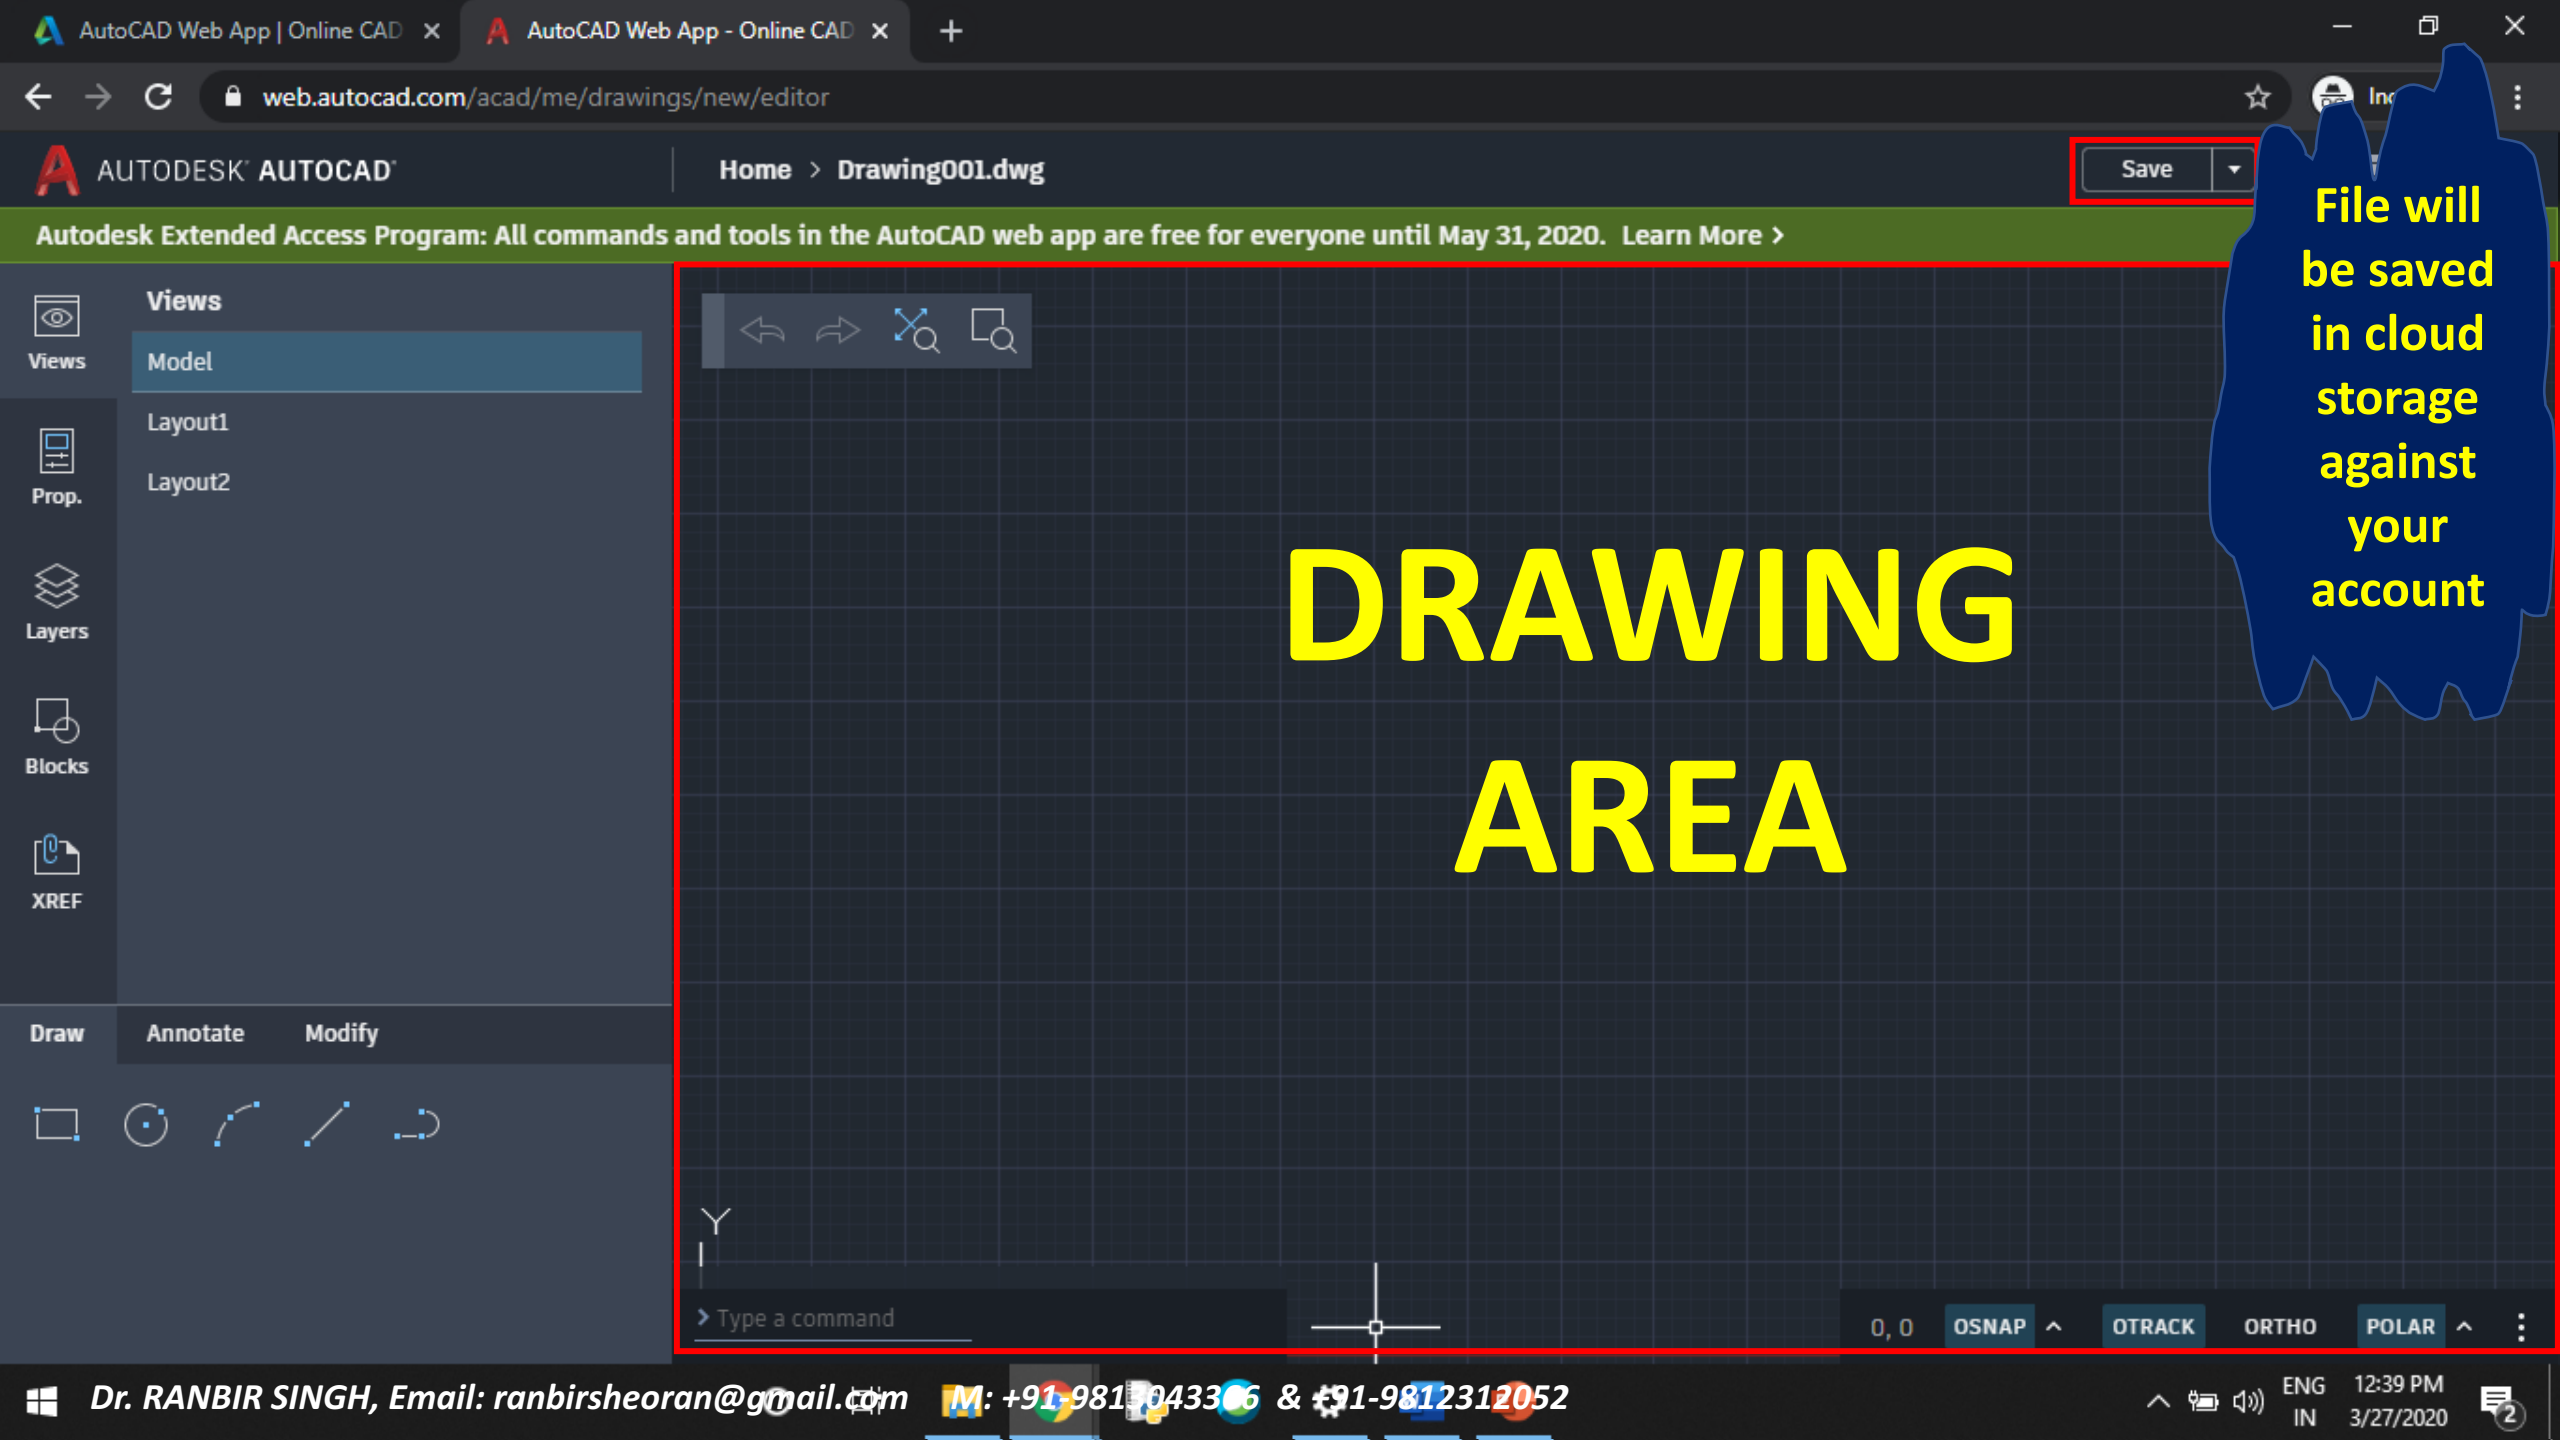 AutoCAD Web App | Online CAD
AutoCAD Web App - Online CAD
web.autocad.com/acad/me/drawings/new/editor
AUTODESK AUTOCAD
Home > Drawing001.dwg
Save
Autodesk Extended Access Program: All commands and tools in the AutoCAD web app are free for everyone until May 31, 2020. Learn More >
File will
be saved
in cloud
storage
against
your
account
Views
Prop.
Layers
Blocks
XREF
Views
Model
Layout1
Layout2
DRAWING
AREA
Draw
Annotate
Modify
Y
> Type a command
0, 0
OSNAP
OTRACK
ORTHO
POLAR
Dr. RANBIR SINGH, Email: ranbirsheoran@gmail.com M: & +91-9812312052
ENG
IN
12:39 PM
3/27/2020
2